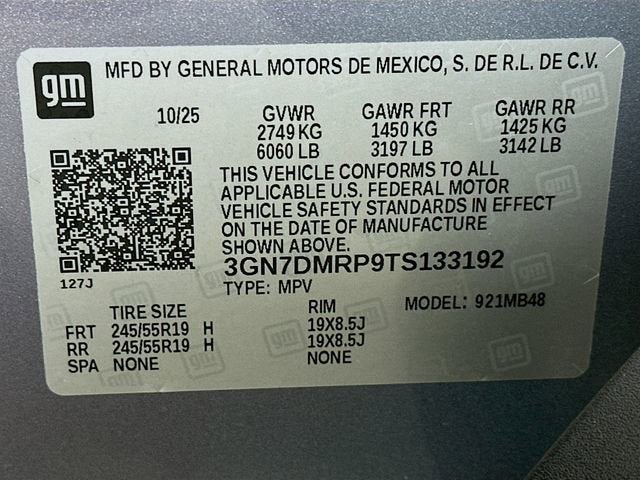 gm MFD BY GENERAL MOTORS DE MEXICO, S. DE R.L. DE C.V.
10/25 GVWR GAWR FRT GAWR RR
2749 KG 1450 KG 1425 KG
6060 LB 3197 LB 3142 LB
THIS VEHICLE CONFORMS TO ALL
APPLICABLE U.S. FEDERAL MOTOR
VEHICLE SAFETY STANDARDS IN EFFECT
ON THE DATE OF MANUFACTURE
SHOWN ABOVE.
3GN7DMRP9TS133192
127J
TYPE: MPV MODEL: 921MB48
TIRE SIZE RIM
FRT 245/55R19 H 19X8.5J
RR 245/55R19 H 19X8.5J
SPA NONE NONE